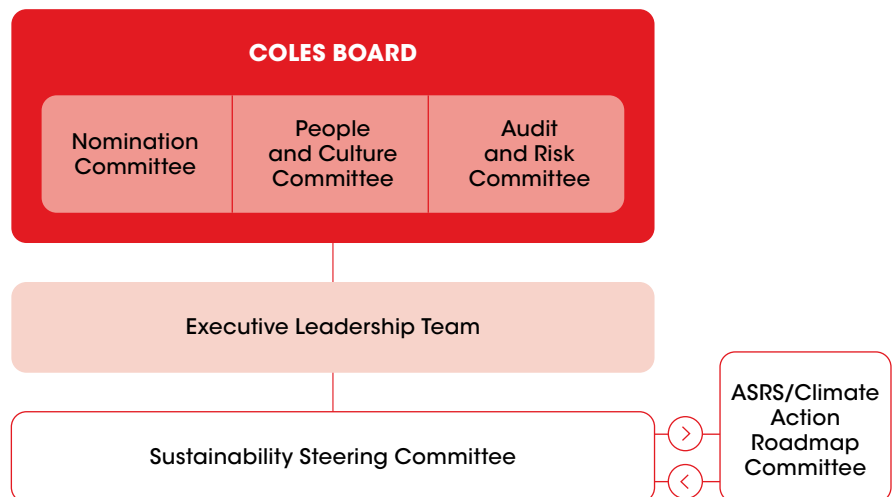 COLES BOARD
Nomination
Committee
People
and Culture
Committee
Audit
and Risk
Committee
Executive Leadership Team
Sustainability Steering Committee
ASRS/Climate
Action
Roadmap
Committee